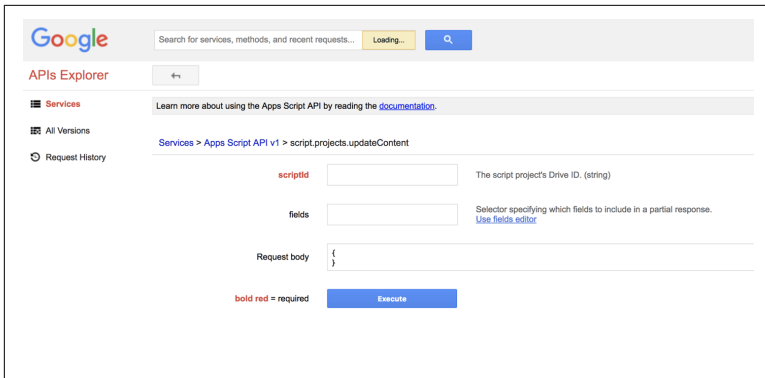 Google
Search for services, methods, and recent requests...
Loading...
APIs Explorer
Services
Learn more about using the Apps Script API by reading the documentation.
All Versions
Services > Apps Script API v1 > script.projects.updateContent
Request History
scriptId
The script project's Drive ID. (string)
fields
Selector specifying which fields to include in a partial response.
Use fields editor
Request body
{
}
bold red = required
Execute